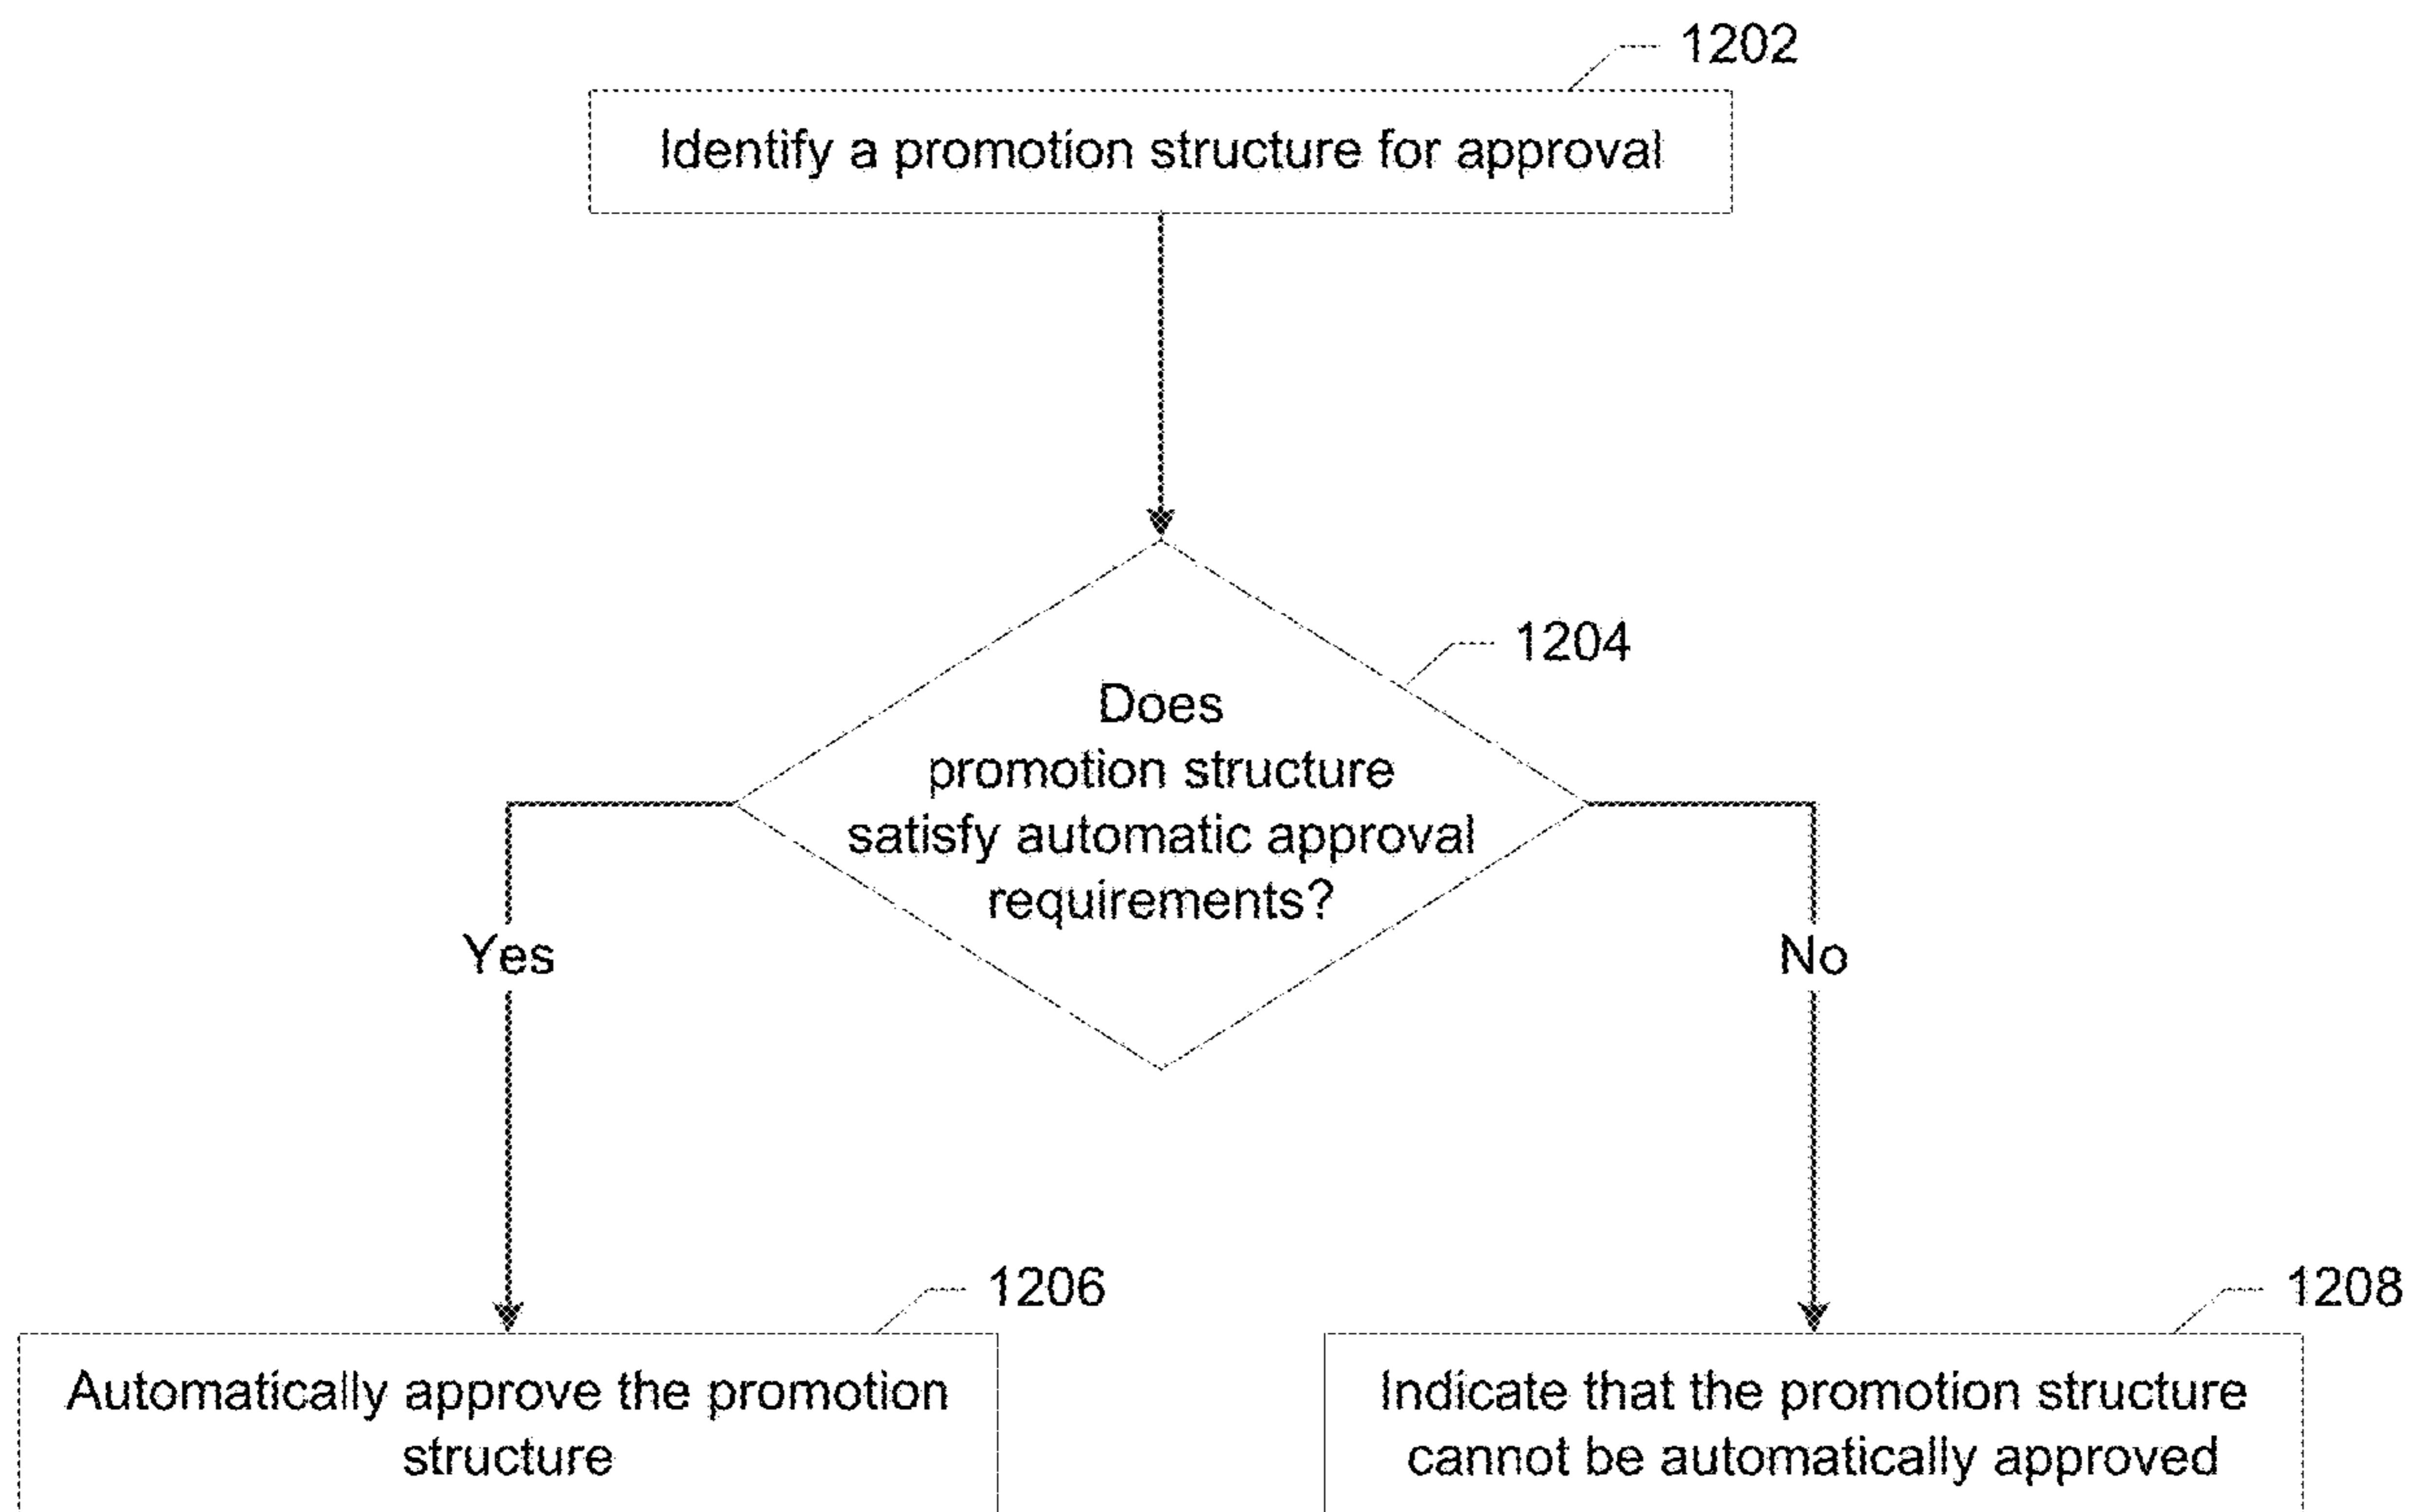 1202
Identify a promotion structure for approval
1204
Does
promotion structure
satisfy automatic approval
requirements?
Yes
No
1206
1208
Automatically approve the promotion
structure
Indicate that the promotion structure
cannot be automatically approved